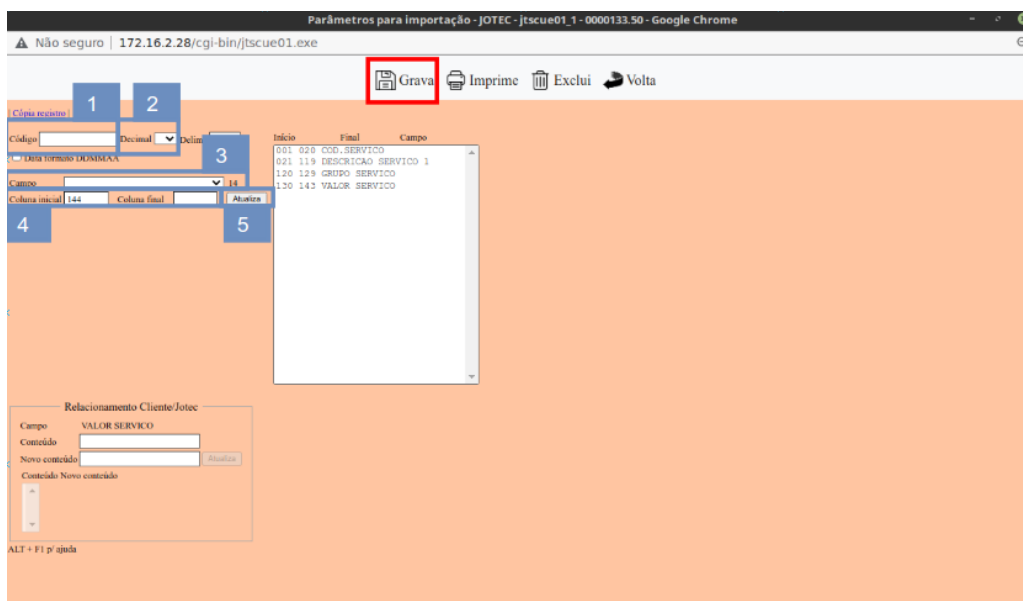 Parâmetros para importação - JOTEC - jtscue01_1 - 0000133.50 - Google Chrome
Não seguro | 172.16.2.28/cgi-bin/jtscue01.exe
Grava Imprime Exclui Volta
| Cópia registro |
1 2
Código Decimal Delim
Data formato DDMMAA
3
Campo 14
Coluna inicial 144 Coluna final Atualiza
4 5
Início Final Campo
001 020 COD.SERVICO
021 119 DESCRICAO SERVICO 1
120 129 GRUPO SERVICO
130 143 VALOR SERVICO
Relacionamento Cliente/Jotec
Campo VALOR SERVICO
Conteúdo
Novo conteúdo Atualiza
Conteúdo Novo conteúdo
ALT + F1 p/ ajuda